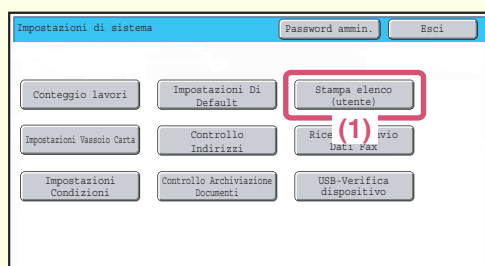 Impostazioni di sistema
Password ammin.
Esci
Conteggio lavori
Impostazioni Di
Default
Stampa elenco
(utente)
Impostazioni Vassoio Carta
Controllo
Indirizzi
(1)
Dati Fax
Impostazioni
Condizioni
Controllo Archiviazione
Documenti
USB-Verifica
dispositivo